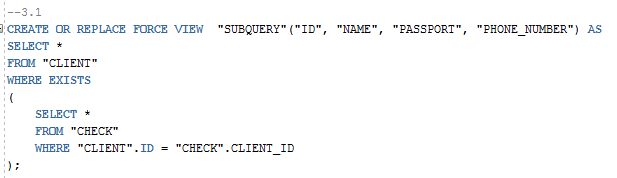 --3.1
CREATE OR REPLACE FORCE VIEW  "SUBQUERY"("ID", "NAME", "PASSPORT", "PHONE_NUMBER") AS
SELECT *
FROM "CLIENT"
WHERE EXISTS
(
    SELECT *
    FROM "CHECK"
    WHERE "CLIENT".ID = "CHECK".CLIENT_ID
);